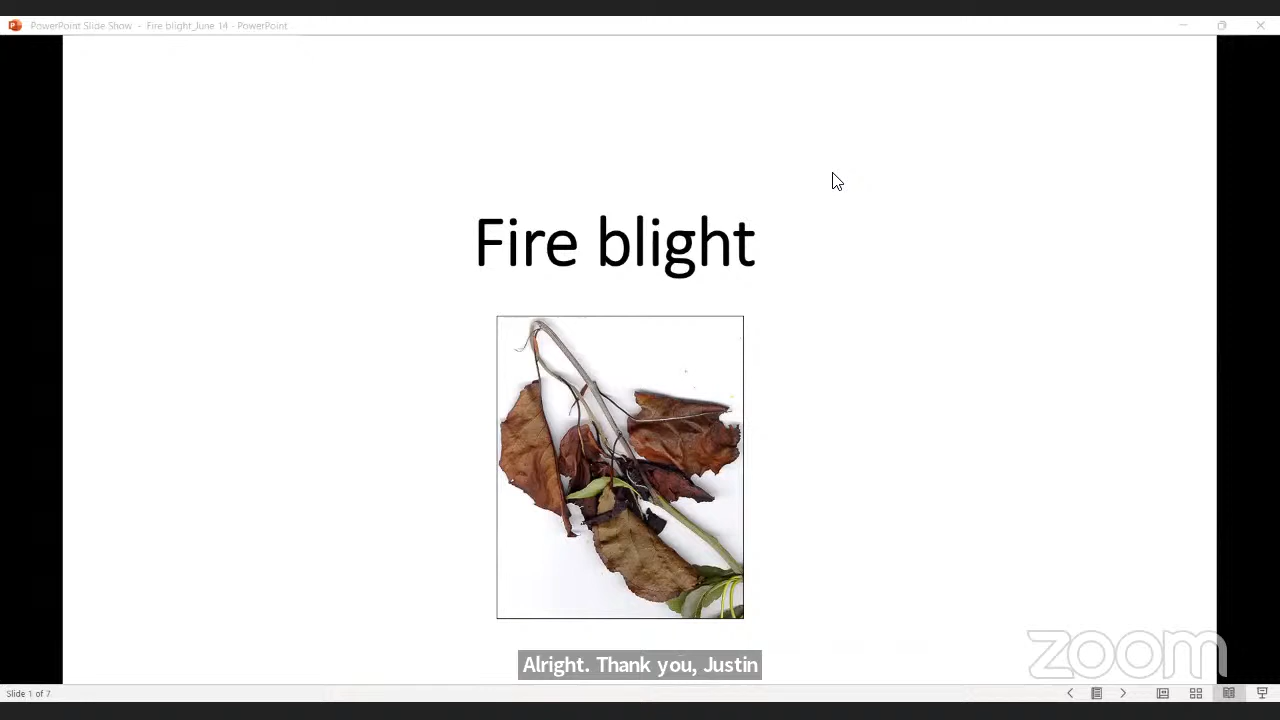 PowerPoint Slide Show - Fire blight_June 14 - PowerPoint
Fire blight
Alright. Thank you, Justin
zoom
Slide 1 of 7